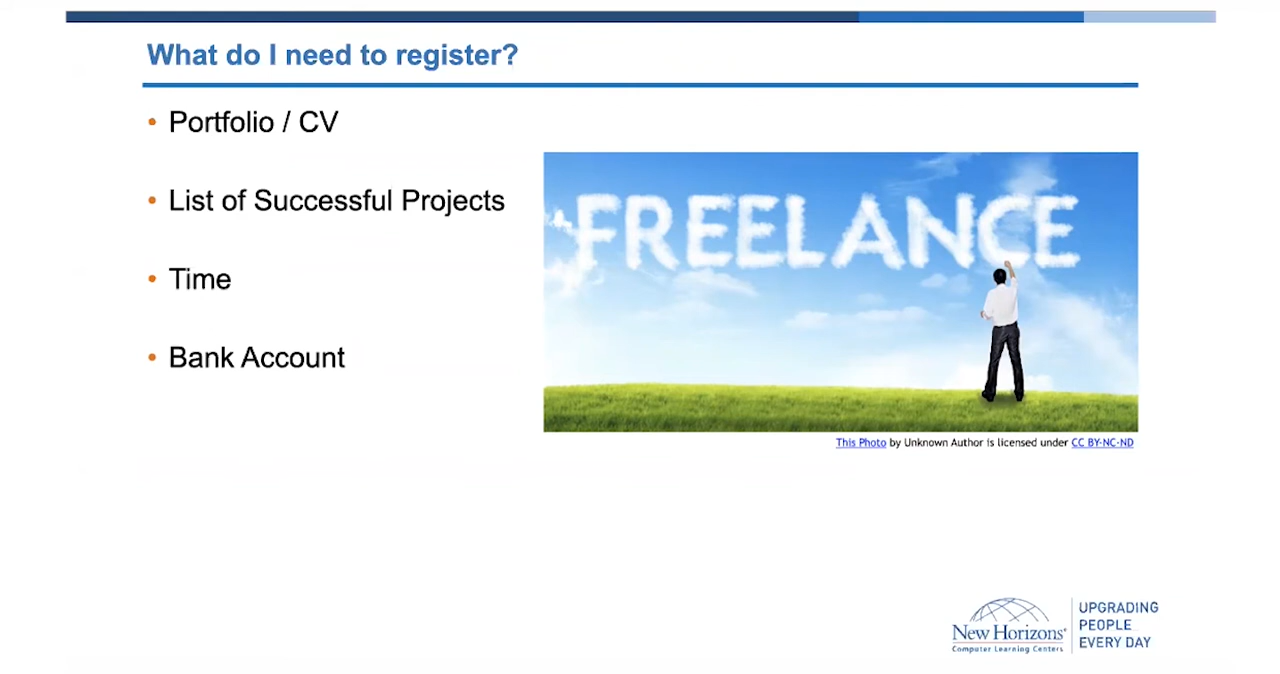 What do I need to register?
• Portfolio / CV
• List of Successful Projects
• Time
• Bank Account
FREELANCE
This Photo by Unknown Author is licensed under CC BY-NC-ND
New Horizons®
Computer Learning Centers
UPGRADING
PEOPLE
EVERY DAY